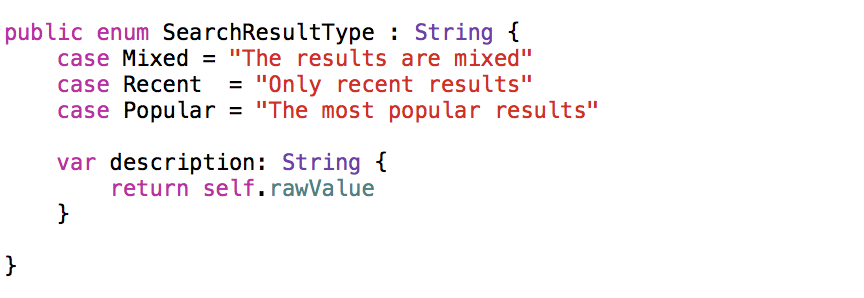 public enum SearchResultType : String {
    case Mixed = "The results are mixed"
    case Recent  = "Only recent results"
    case Popular = "The most popular results"

    var description: String {
        return self.rawValue
    }

}